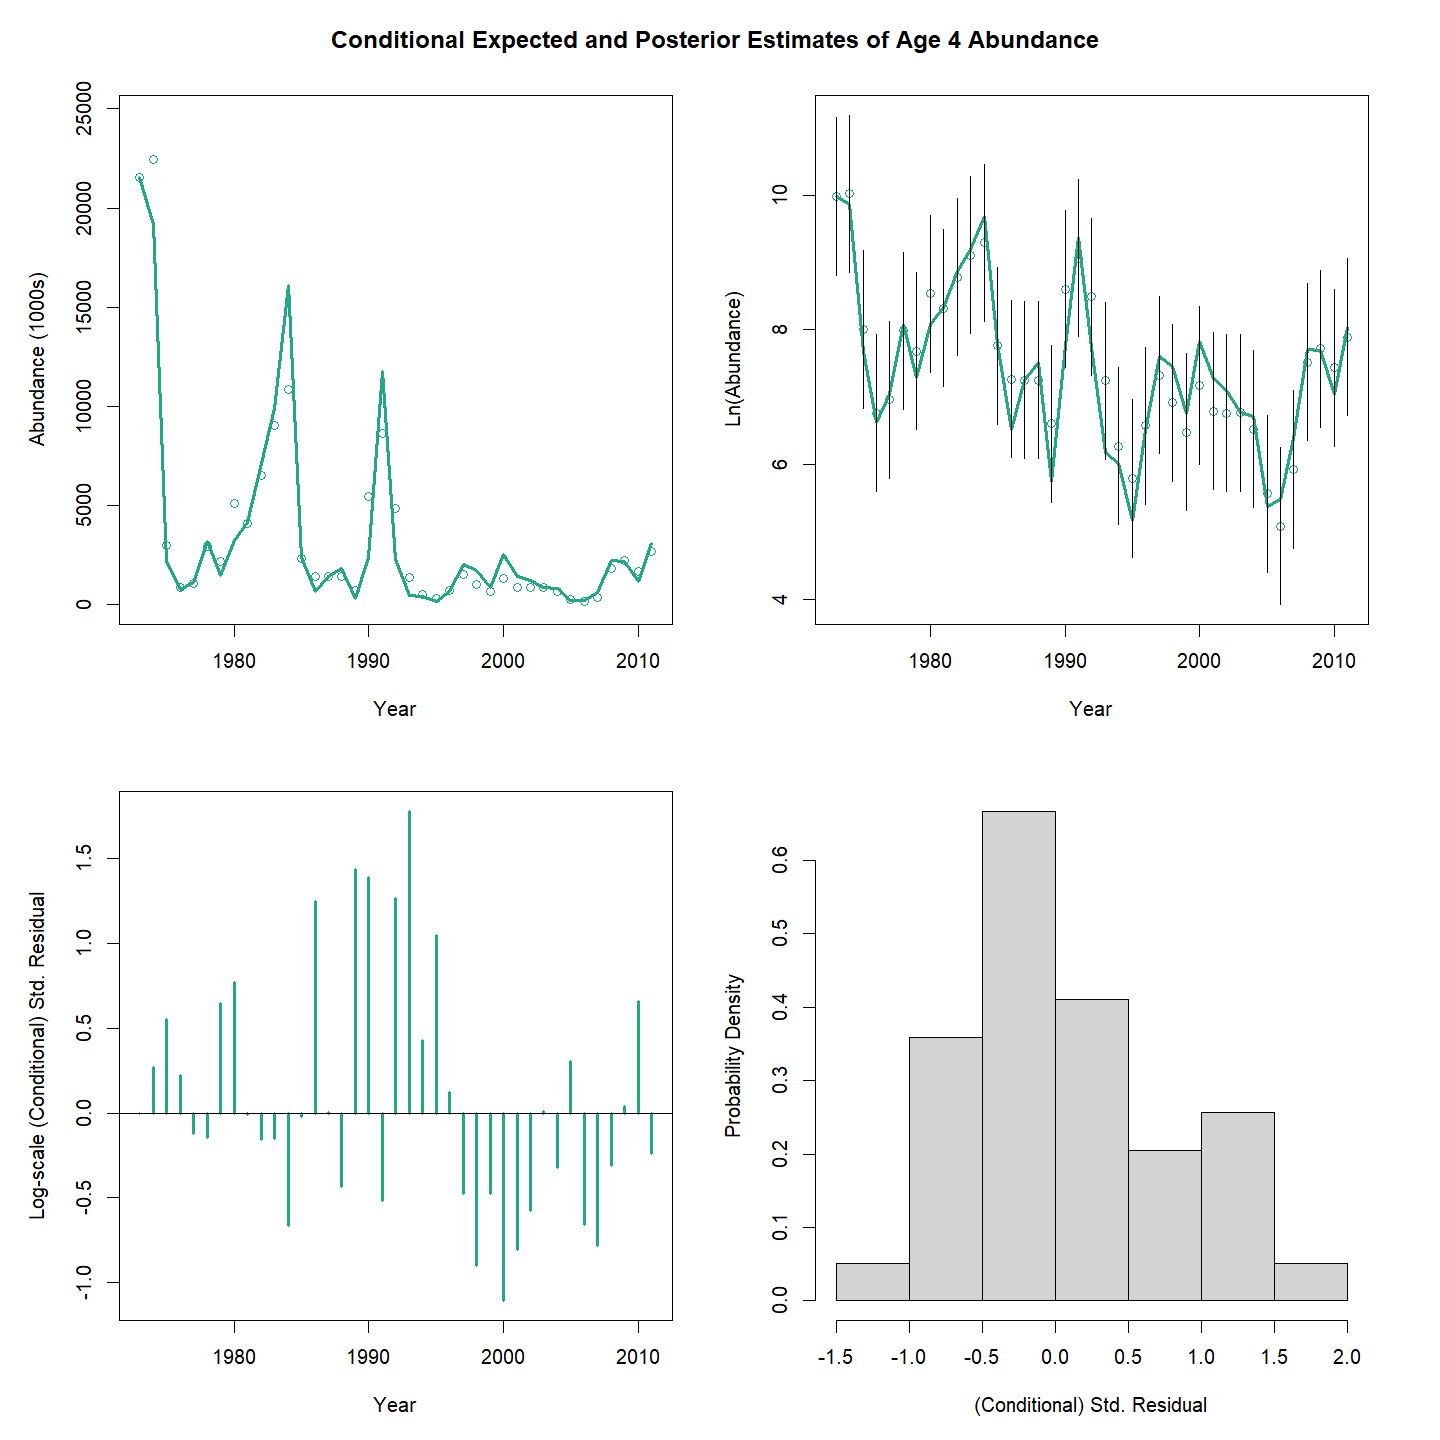 Conditional Expected and Posterior Estimates of Age 4 Abundance
Abundance (1000s)
25000
20000
15000
10000
5000
0
1980 1990 2000 2010
Year
Ln(Abundance)
10
8
6
4
1980 1990 2000 2010
Year
Log-scale (Conditional) Std. Residual
1.5
1.0
0.5
0.0
-0.5
-1.0
1980 1990 2000 2010
Year
Probability Density
0.6
0.5
0.4
0.3
0.2
0.1
0.0
-1.5 -1.0 -0.5 0.0 0.5 1.0 1.5 2.0
(Conditional) Std. Residual